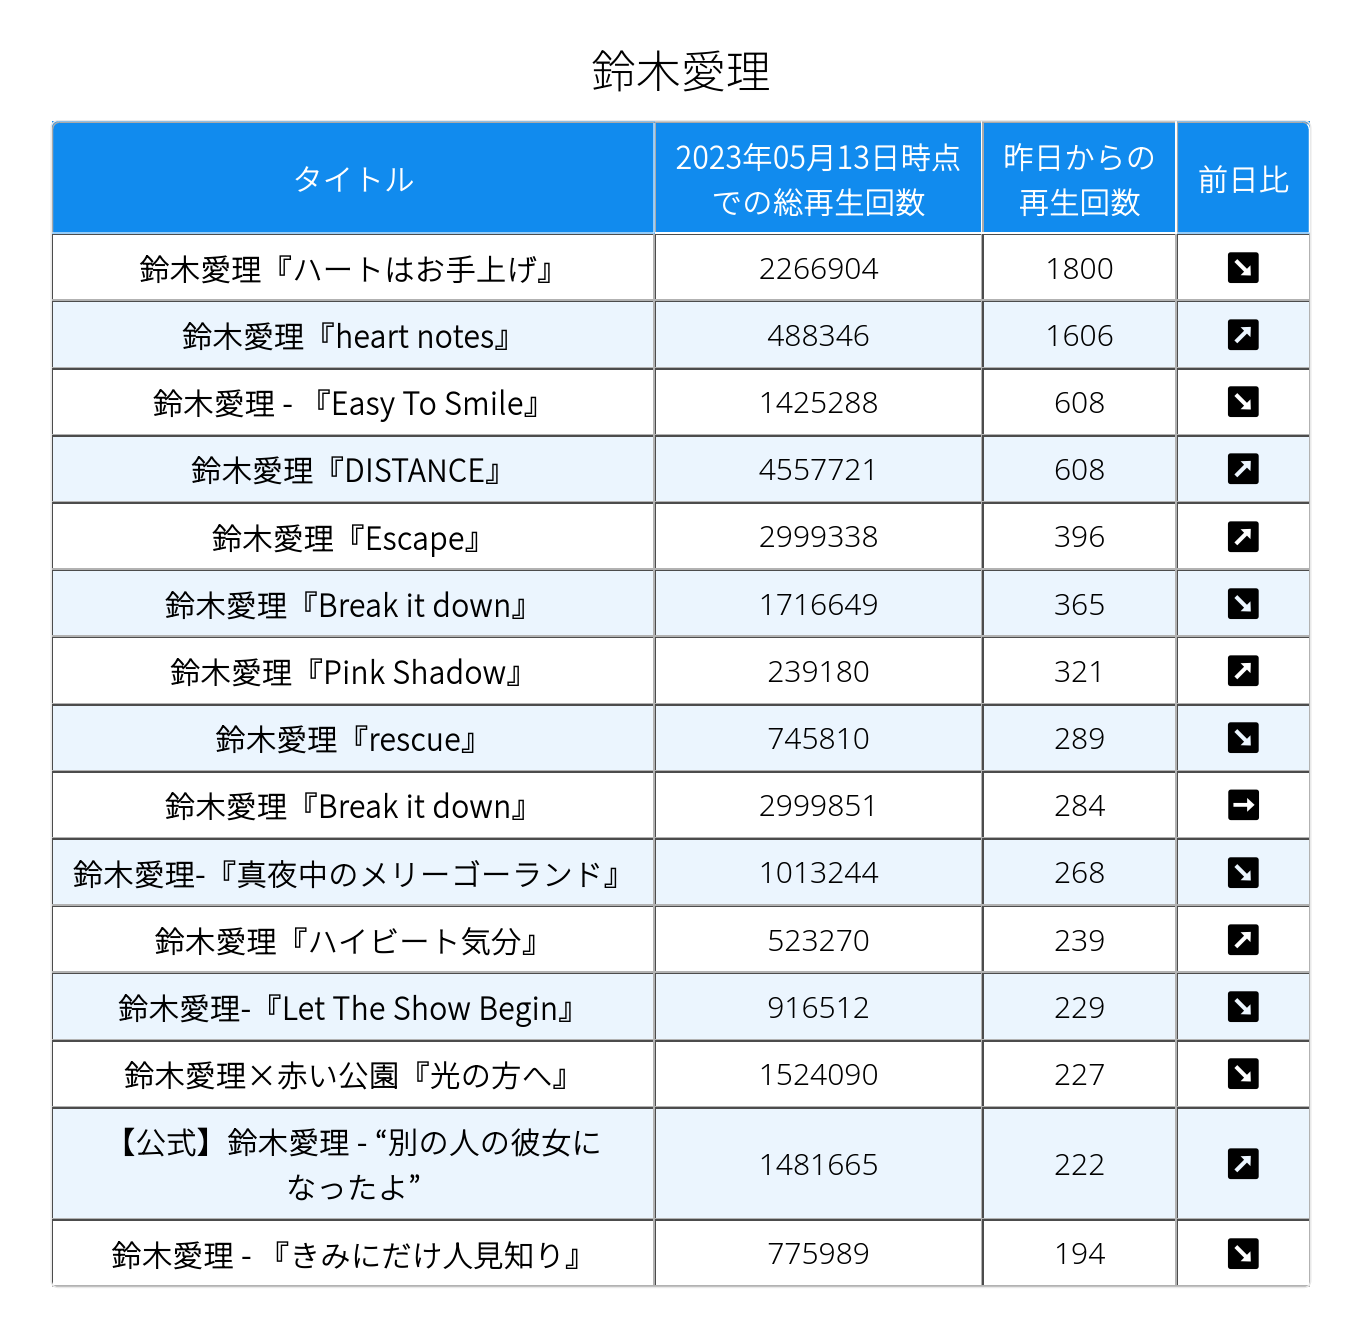 鈴木愛理
タイトル 2023年05月13日時点での総再生回数 昨日からの再生回数 前日比
鈴木愛理『ハートはお手上げ』 2266904 1800 ↘
鈴木愛理『heart notes』 488346 1606 ↗
鈴木愛理 - 『Easy To Smile』 1425288 608 ↘
鈴木愛理『DISTANCE』 4557721 608 ↗
鈴木愛理『Escape』 2999338 396 ↗
鈴木愛理『Break it down』 1716649 365 ↘
鈴木愛理『Pink Shadow』 239180 321 ↗
鈴木愛理『rescue』 745810 289 ↘
鈴木愛理『Break it down』 2999851 284 →
鈴木愛理-『真夜中のメリーゴーランド』 1013244 268 ↘
鈴木愛理『ハイビート気分』 523270 239 ↗
鈴木愛理-『Let The Show Begin』 916512 229 ↘
鈴木愛理×赤い公園『光の方へ』 1524090 227 ↘
【公式】鈴木愛理 - “別の人の彼女になったよ” 1481665 222 ↗
鈴木愛理 - 『きみにだけ人見知り』 775989 194 ↘